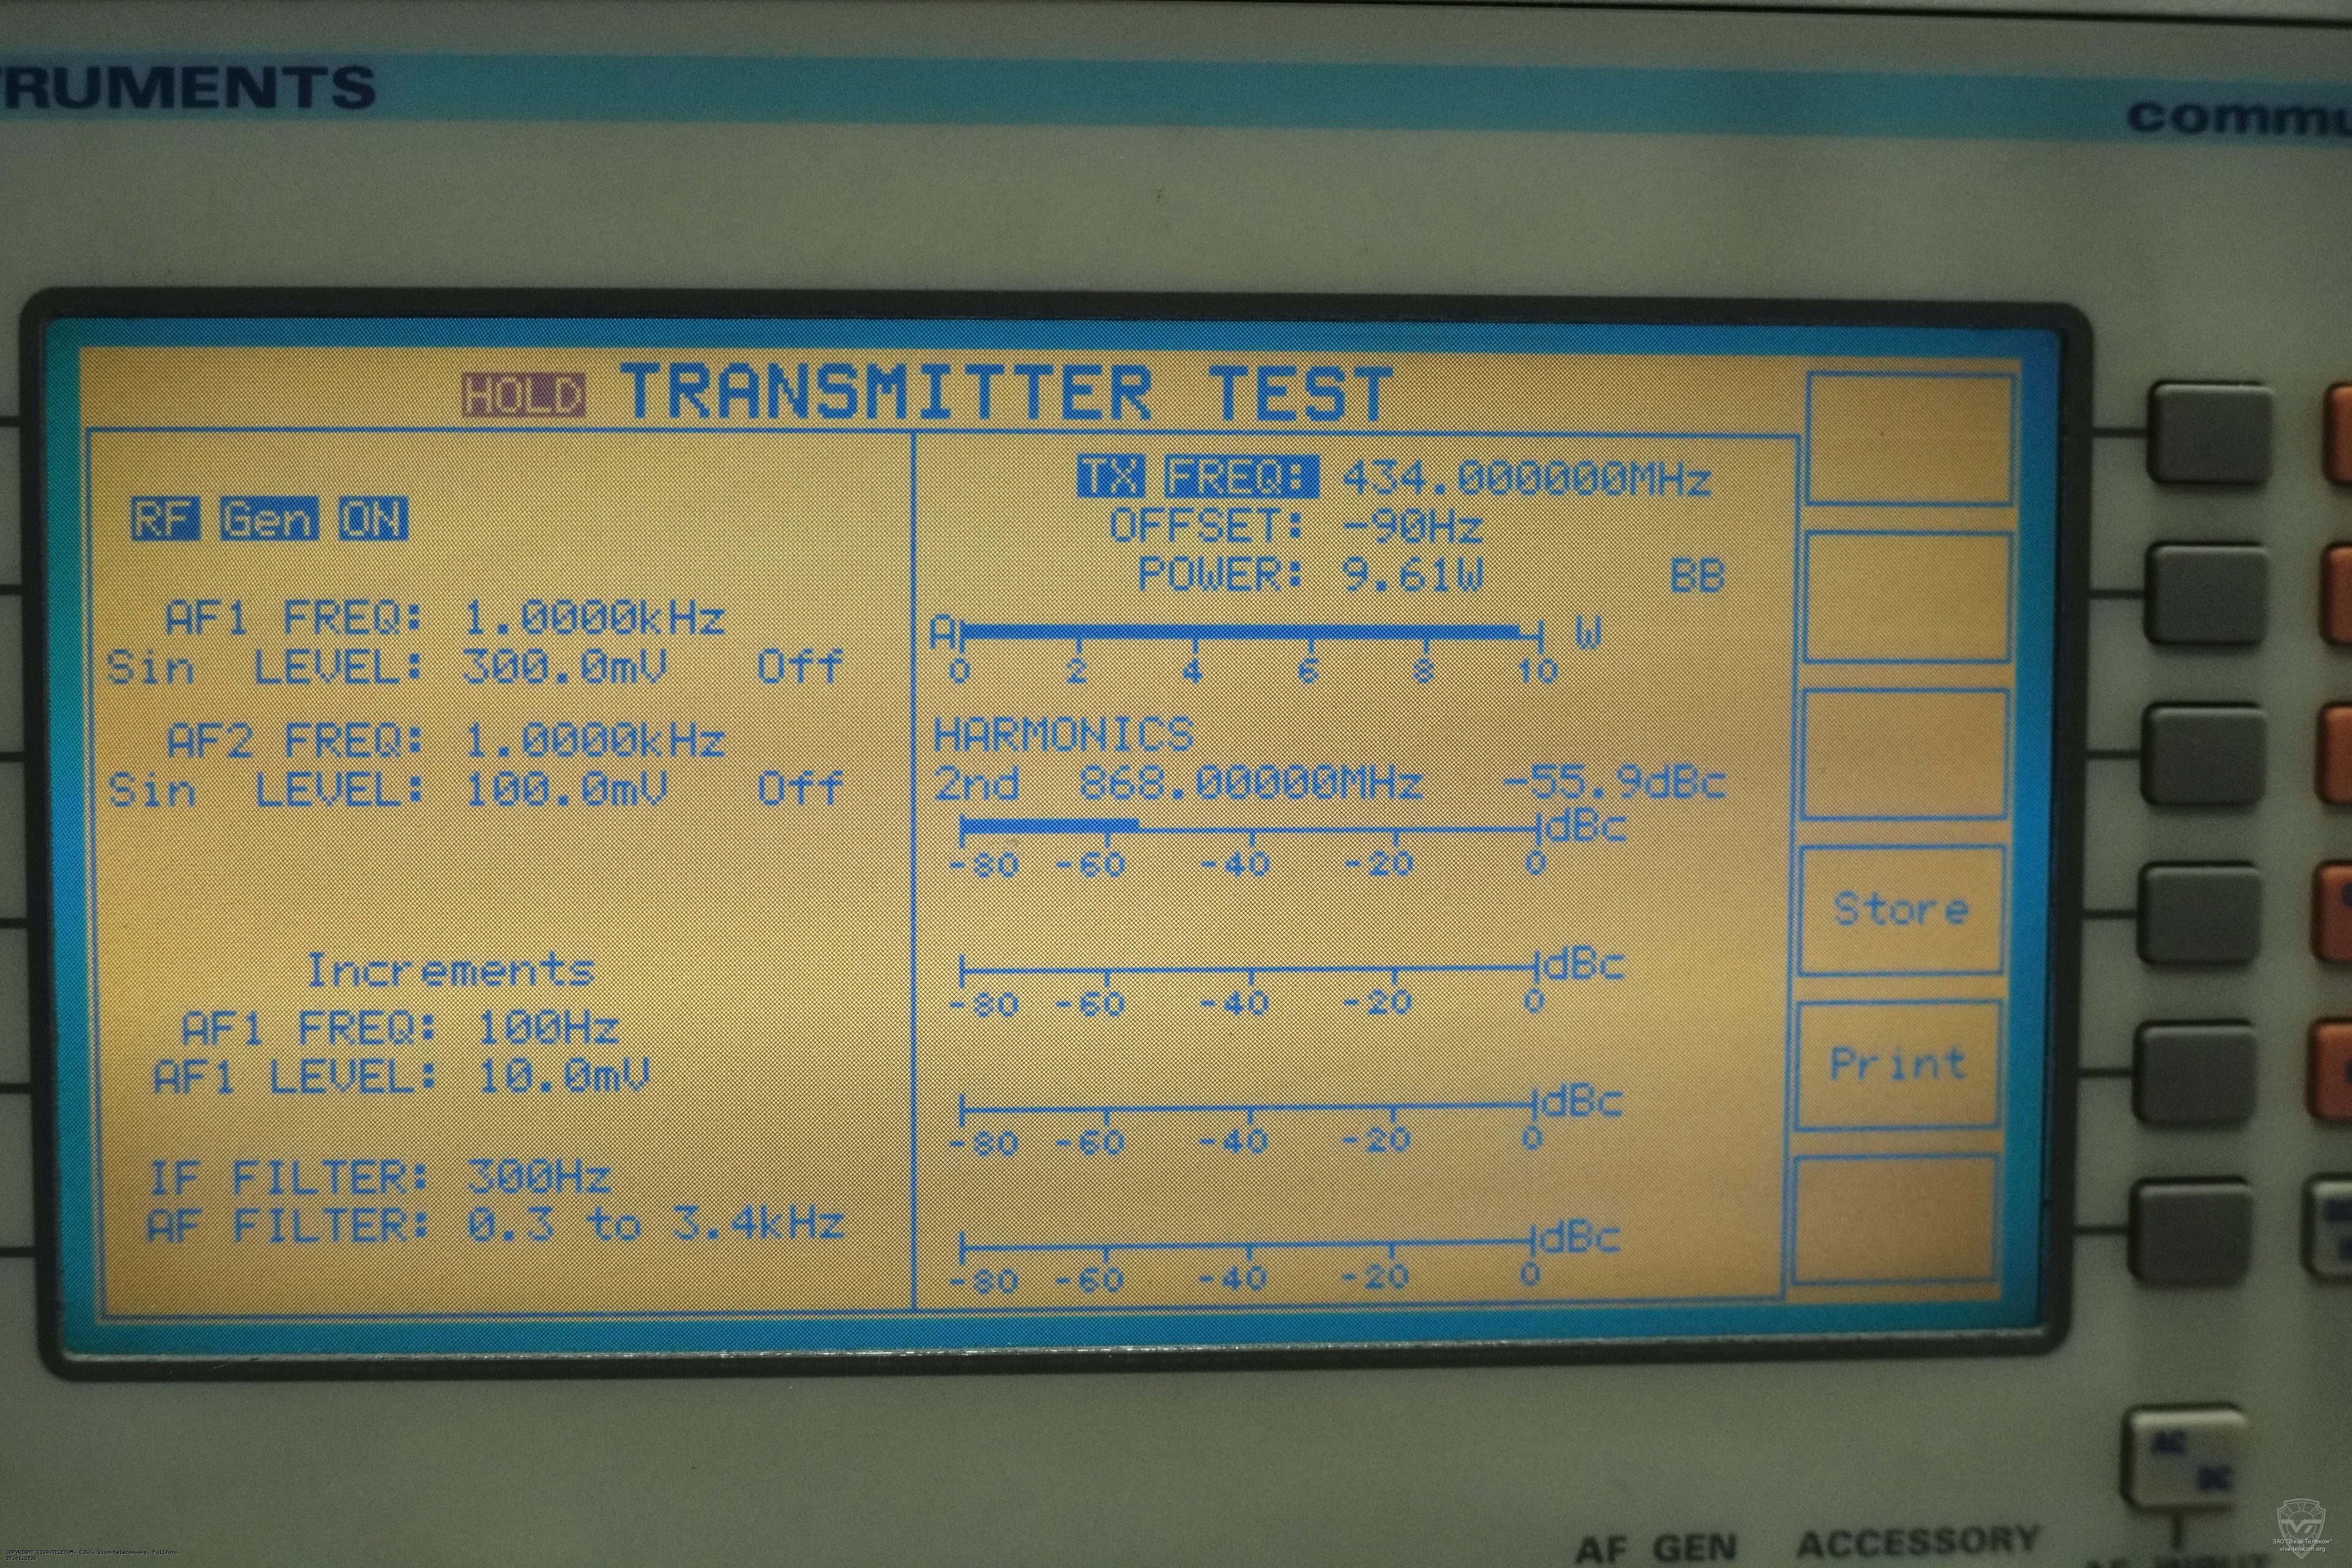 RUMENTS
commu
HOLD TRANSMITTER TEST
RF Gen ON
AF1 FREQ: 1.0000kHz
Sin LEVEL: 300.0mV Off
AF2 FREQ: 1.0000kHz
Sin LEVEL: 100.0mV Off
Increments
AF1 FREQ: 100Hz
AF1 LEVEL: 10.0mV
IF FILTER: 300Hz
AF FILTER: 0.3 to 3.4kHz
TX FREQ: 434.000000MHz
OFFSET: -90Hz
POWER: 9.61W BB
A W
0 2 4 6 8 10
HARMONICS
2nd 868.00000MHz -55.9dBc
dBc
-80 -60 -40 -20 0
dBc
-80 -60 -40 -20 0
dBc
-80 -60 -40 -20 0
dBc
-80 -60 -40 -20 0
Store
Print
AC
DC
AF GEN ACCESSORY
vivatelecom.org